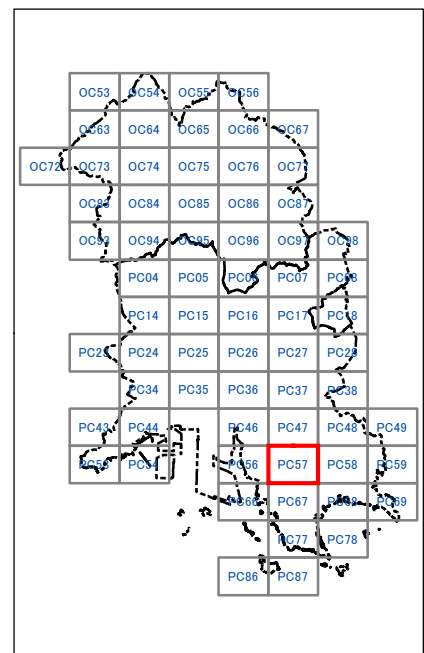 OC53 OC54 OC55 OC56
OC63 OC64 OC65 OC66 OC67
OC72 OC73 OC74 OC75 OC76 OC77
OC83 OC84 OC85 OC86 OC87
OC93 OC94 OC95 OC96 OC97 OC98
PC04 PC05 PC06 PC07 PC08
PC14 PC15 PC16 PC17 PC18
PC23 PC24 PC25 PC26 PC27 PC28
PC34 PC35 PC36 PC37 PC38
PC43 PC44 PC46 PC47 PC48 PC49
PC53 PC54 PC56 PC57 PC58 PC59
PC66 PC67 PC68 PC69
PC77 PC78
PC86 PC87